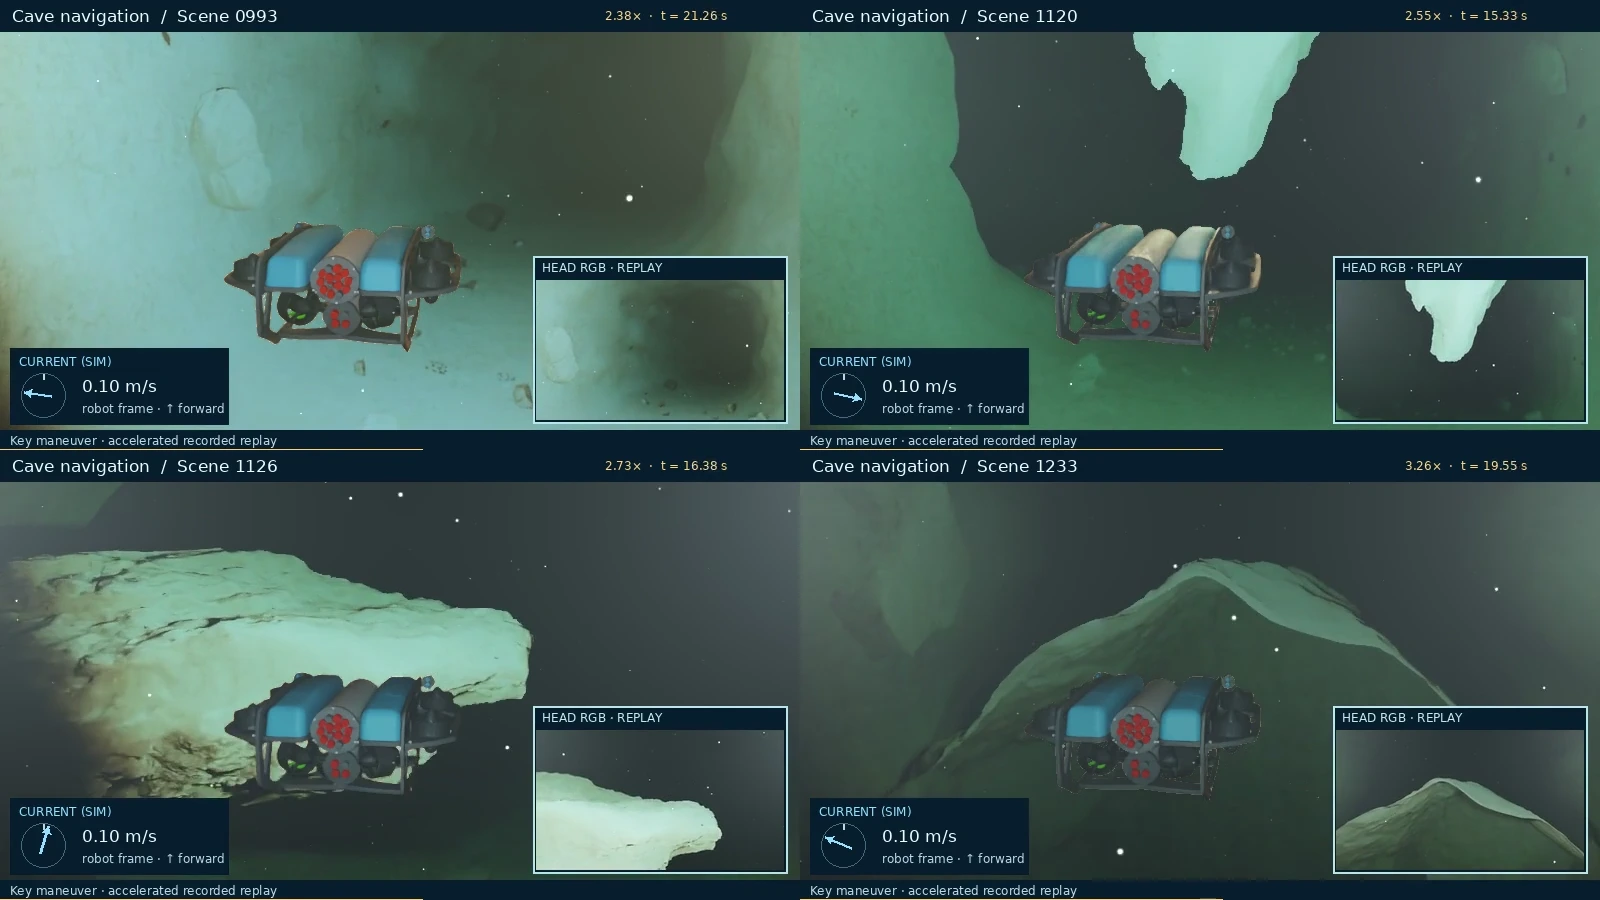 Cave navigation / Scene 0993
2.38× · t = 21.26 s
HEAD RGB · REPLAY
CURRENT (SIM)
0.10 m/s
robot frame · ↑ forward
Key maneuver · accelerated recorded replay
Cave navigation / Scene 1120
2.55× · t = 15.33 s
HEAD RGB · REPLAY
CURRENT (SIM)
0.10 m/s
robot frame · ↑ forward
Key maneuver · accelerated recorded replay
Cave navigation / Scene 1126
2.73× · t = 16.38 s
HEAD RGB · REPLAY
CURRENT (SIM)
0.10 m/s
robot frame · ↑ forward
Key maneuver · accelerated recorded replay
Cave navigation / Scene 1233
3.26× · t = 19.55 s
HEAD RGB · REPLAY
CURRENT (SIM)
0.10 m/s
robot frame · ↑ forward
Key maneuver · accelerated recorded replay